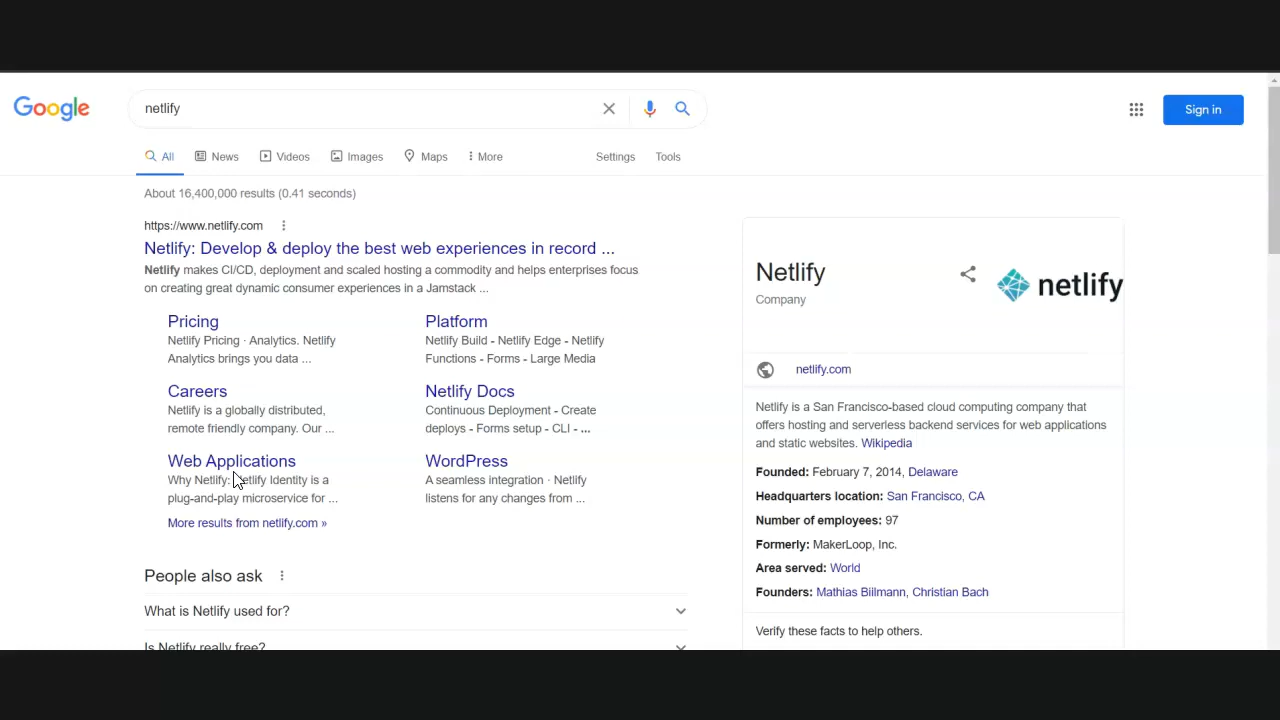 Google
netlify
Sign in
All
News
Videos
Images
Maps
More
Settings
Tools
About 16,400,000 results (0.41 seconds)
https://www.netlify.com
Netlify: Develop & deploy the best web experiences in record ...
Netlify makes CI/CD, deployment and scaled hosting a commodity and helps enterprises focus
on creating great dynamic consumer experiences in a Jamstack ...
Pricing
Netlify Pricing · Analytics. Netlify
Analytics brings you data ...
Platform
Netlify Build - Netlify Edge - Netlify
Functions - Forms - Large Media
Careers
Netlify is a globally distributed,
remote friendly company. Our ...
Netlify Docs
Continuous Deployment - Create
deploys - Forms setup - CLI - ...
Web Applications
Why Netlify: Netlify Identity is a
plug-and-play microservice for ...
WordPress
A seamless integration · Netlify
listens for any changes from ...
More results from netlify.com »
People also ask
What is Netlify used for?
Is Netlify really free?
Netlify
Company
netlify
netlify.com
Netlify is a San Francisco-based cloud computing company that
offers hosting and serverless backend services for web applications
and static websites. Wikipedia
Founded: February 7, 2014, Delaware
Headquarters location: San Francisco, CA
Number of employees: 97
Formerly: MakerLoop, Inc.
Area served: World
Founders: Mathias Biilmann, Christian Bach
Verify these facts to help others.